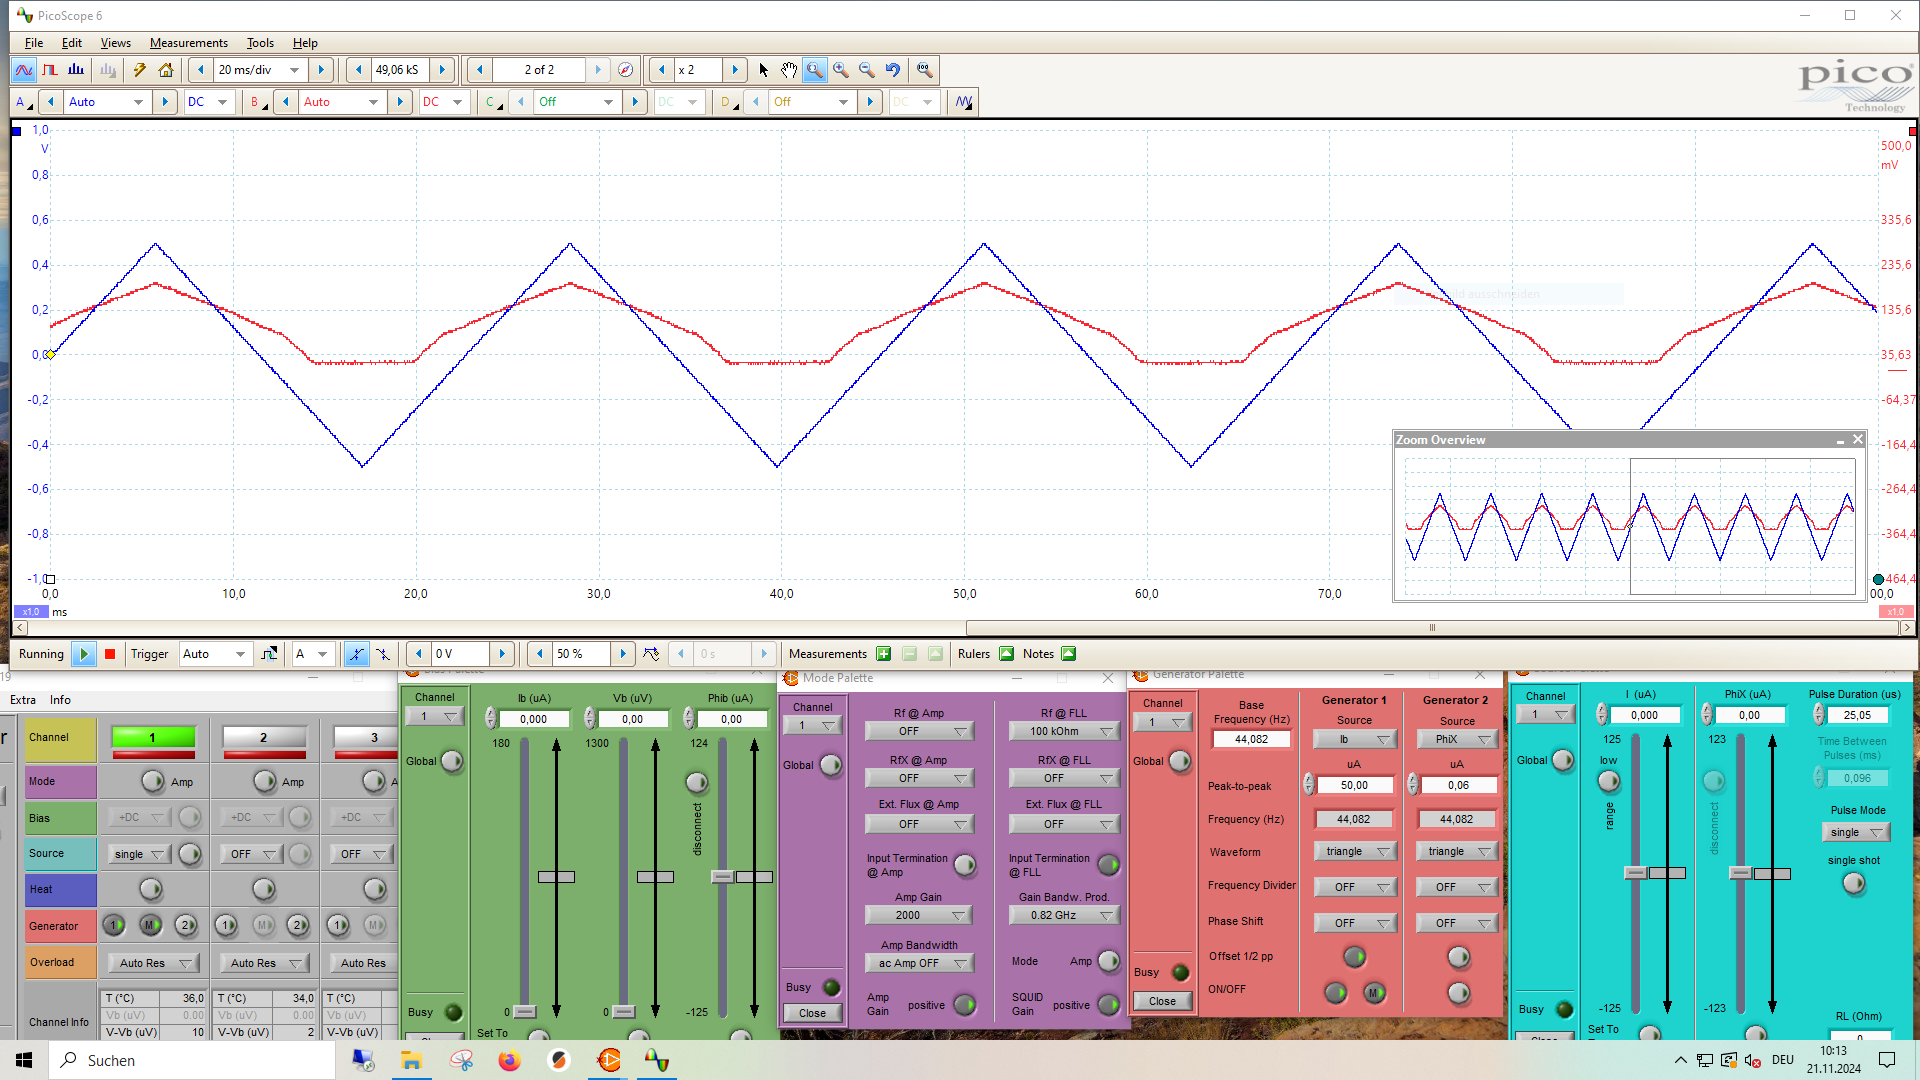 PicoScope 6
File Edit Views Measurements Tools Help
20 ms/div 49,06 kS 2 of 2 x 2
pico
Technology
A Auto DC B Auto DC C Off DC D Off DC
1,0
V
0,8
0,6
0,4
0,2
0,0
-0,2
-0,4
-0,6
-0,8
-1,0
500,0
mV
335,6
235,6
135,6
35,63
-64,37
-164,4
-264,4
-364,4
-464,4
0,0 10,0 20,0 30,0 40,0 50,0 60,0 70,0 00,0
x1,0 ms x1,0
Zoom Overview
Running Trigger Auto A 0 V 50 % 0 s Measurements Rulers Notes
19
Extra Info
Channel 1 2 3
Mode Amp Amp
Bias +DC +DC +DC
Source single OFF OFF
Heat
Generator 1 M 2 1 M 2 1 M
Overload Auto Res Auto Res Auto Res
Channel Info
T (°C) 36,0 T (°C) 34,0 T (°C)
Vb (uV) 0.00 Vb (uV) 0.00 Vb (uV)
V-Vb (uV) 10 V-Vb (uV) 2 V-Vb (uV)
Channel
1
Global
Busy
Ib (uA) Vb (uV) Phib (uA)
0,000 0,00 0,00
180 1300 124
disconnect
0 0 -125
Set To
Mode Palette
Channel
1
Global
Busy
Close
Rf @ Amp
OFF
RfX @ Amp
OFF
Ext. Flux @ Amp
OFF
Input Termination
@ Amp
Amp Gain
2000
Amp Bandwidth
ac Amp OFF
Amp
Gain positive
Rf @ FLL
100 kOhm
RfX @ FLL
OFF
Ext. Flux @ FLL
OFF
Input Termination
@ FLL
Gain Bandw. Prod.
0.82 GHz
Mode Amp
SQUID
Gain positive
Generator Palette
Channel
1
Global
Busy
Close
Base
Frequency (Hz)
44,082
Generator 1 Generator 2
Source Source
Ib PhiX
uA uA
Peak-to-peak 50,00 0,06
Frequency (Hz) 44,082 44,082
Waveform triangle triangle
Frequency Divider OFF OFF
Phase Shift OFF OFF
Offset 1/2 pp
ON/OFF M
Channel
1
Global
Busy
Close
I (uA) PhiX (uA) Pulse Duration (us)
0,000 0,00 25,05
125 123
low
range
disconnect
-125 -123
Set To
Time Between
Pulses (ms)
0,096
Pulse Mode
single
single shot
RL (Ohm)
0
Suchen
DEU
10:13
21.11.2024